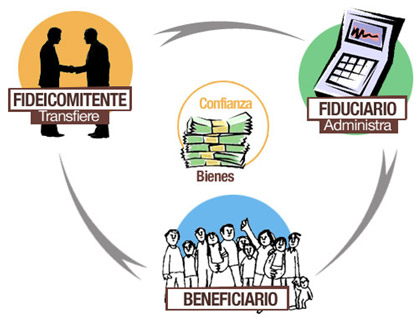 FIDEICOMITENTE
Transfiere
FIDUCIARIO
Administra
Confianza
Bienes
BENEFICIARIO